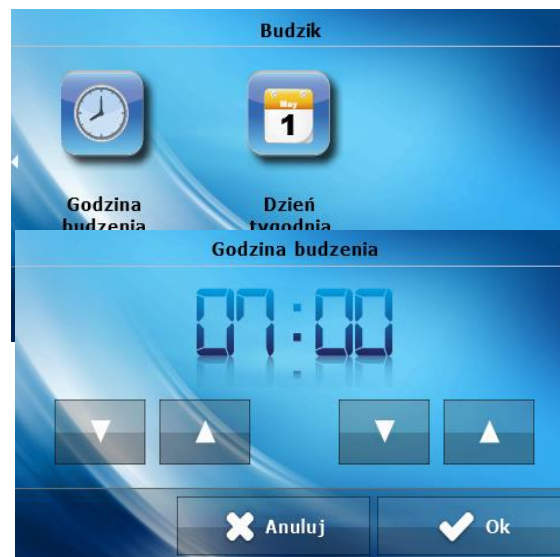 Budzik
May
1
Godzina
budzenia
Dzień
tygodnia
Godzina budzenia
07:00
Anuluj
Ok